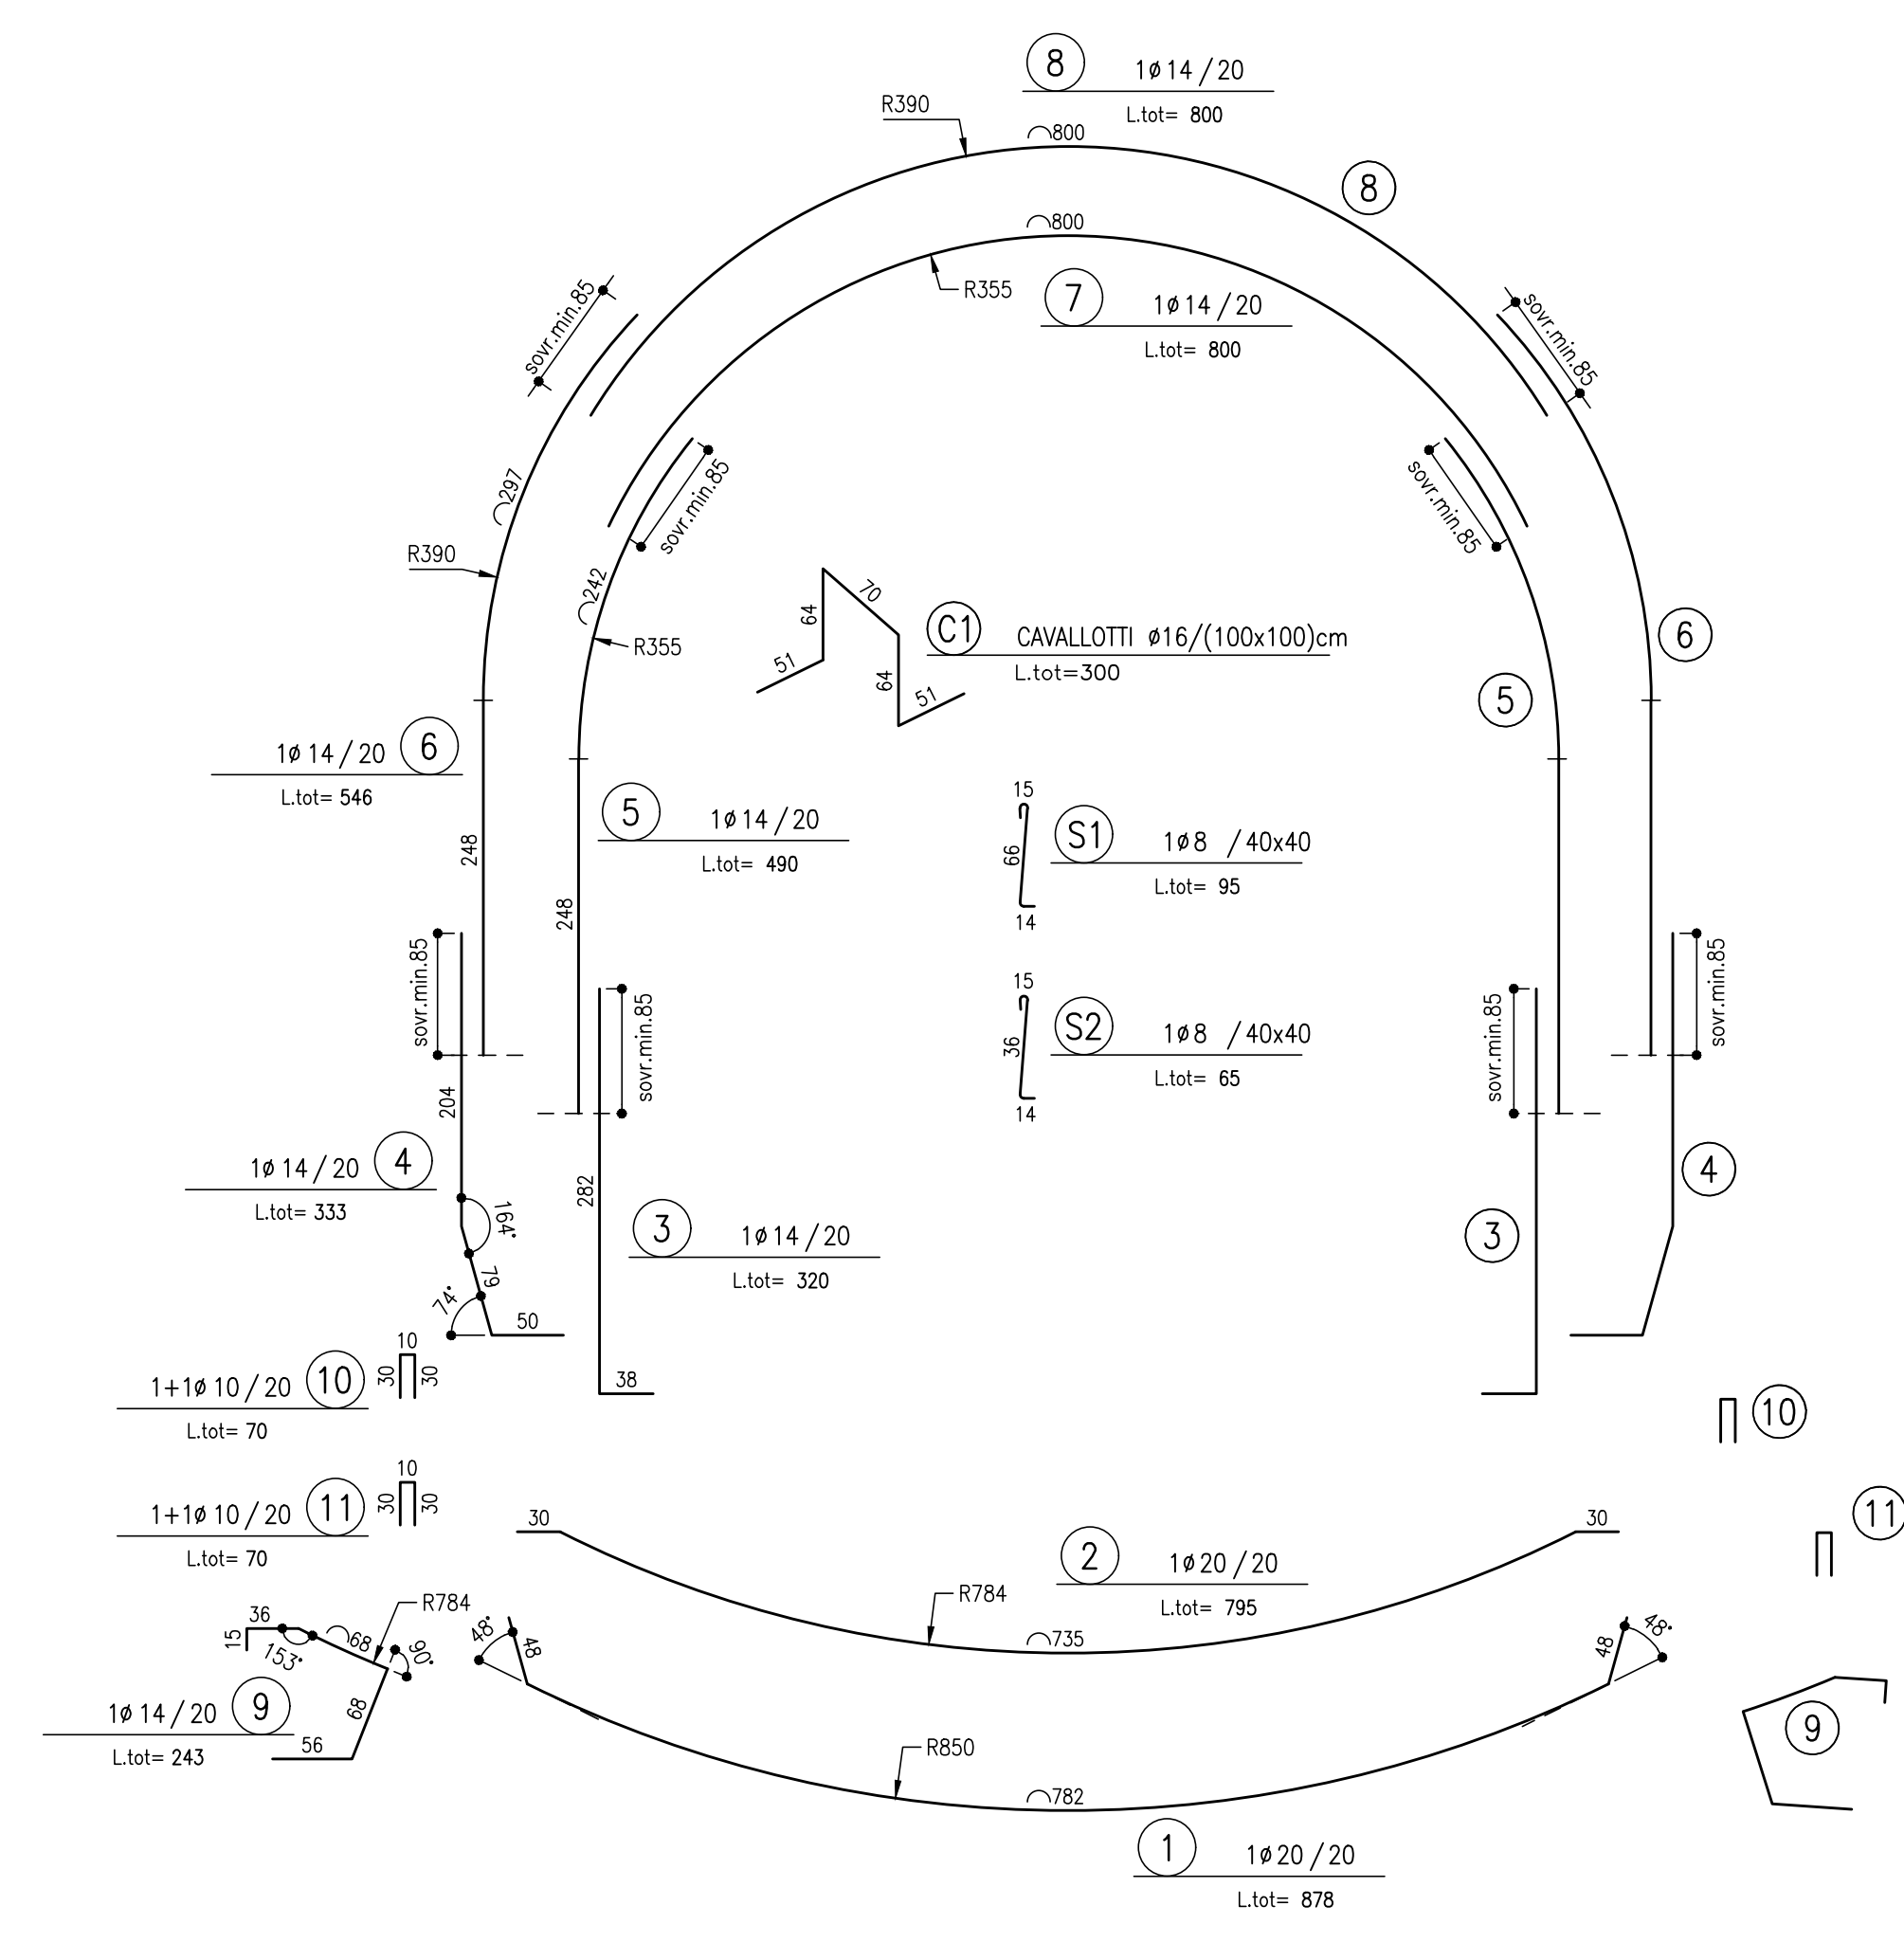 8 1ø14/20
L.tot= 800
R390
⌒800
8
⌒800
R355
7 1ø14/20
L.tot= 800
sovr.min.85
sovr.min.85
sovr.min.85
sovr.min.85
⌒297
R390
⌒242
R355
70
64
51
64
51
C1 CAVALLOTTI ø16/(100x100)cm
L.tot=300
6
5
1ø14/20 6
L.tot= 546
248
5 1ø14/20
L.tot= 490
248
15
66
14
S1 1ø8 /40x40
L.tot= 95
15
36
14
S2 1ø8 /40x40
L.tot= 65
sovr.min.85
sovr.min.85
sovr.min.85
sovr.min.85
204
1ø14/20 4
L.tot= 333
164°
79
74°
50
282
3 1ø14/20
L.tot= 320
38
3
4
10
30
30
1+1ø10/20 10
L.tot= 70
10
10
30
30
1+1ø10/20 11
L.tot= 70
11
30
30
2 1ø20/20
L.tot= 795
R784
⌒735
36
15
153°
⌒68
R784
90°
68
56
1ø14/20 9
L.tot= 243
48°
48
48
48°
9
R850
⌒782
1 1ø20/20
L.tot= 878